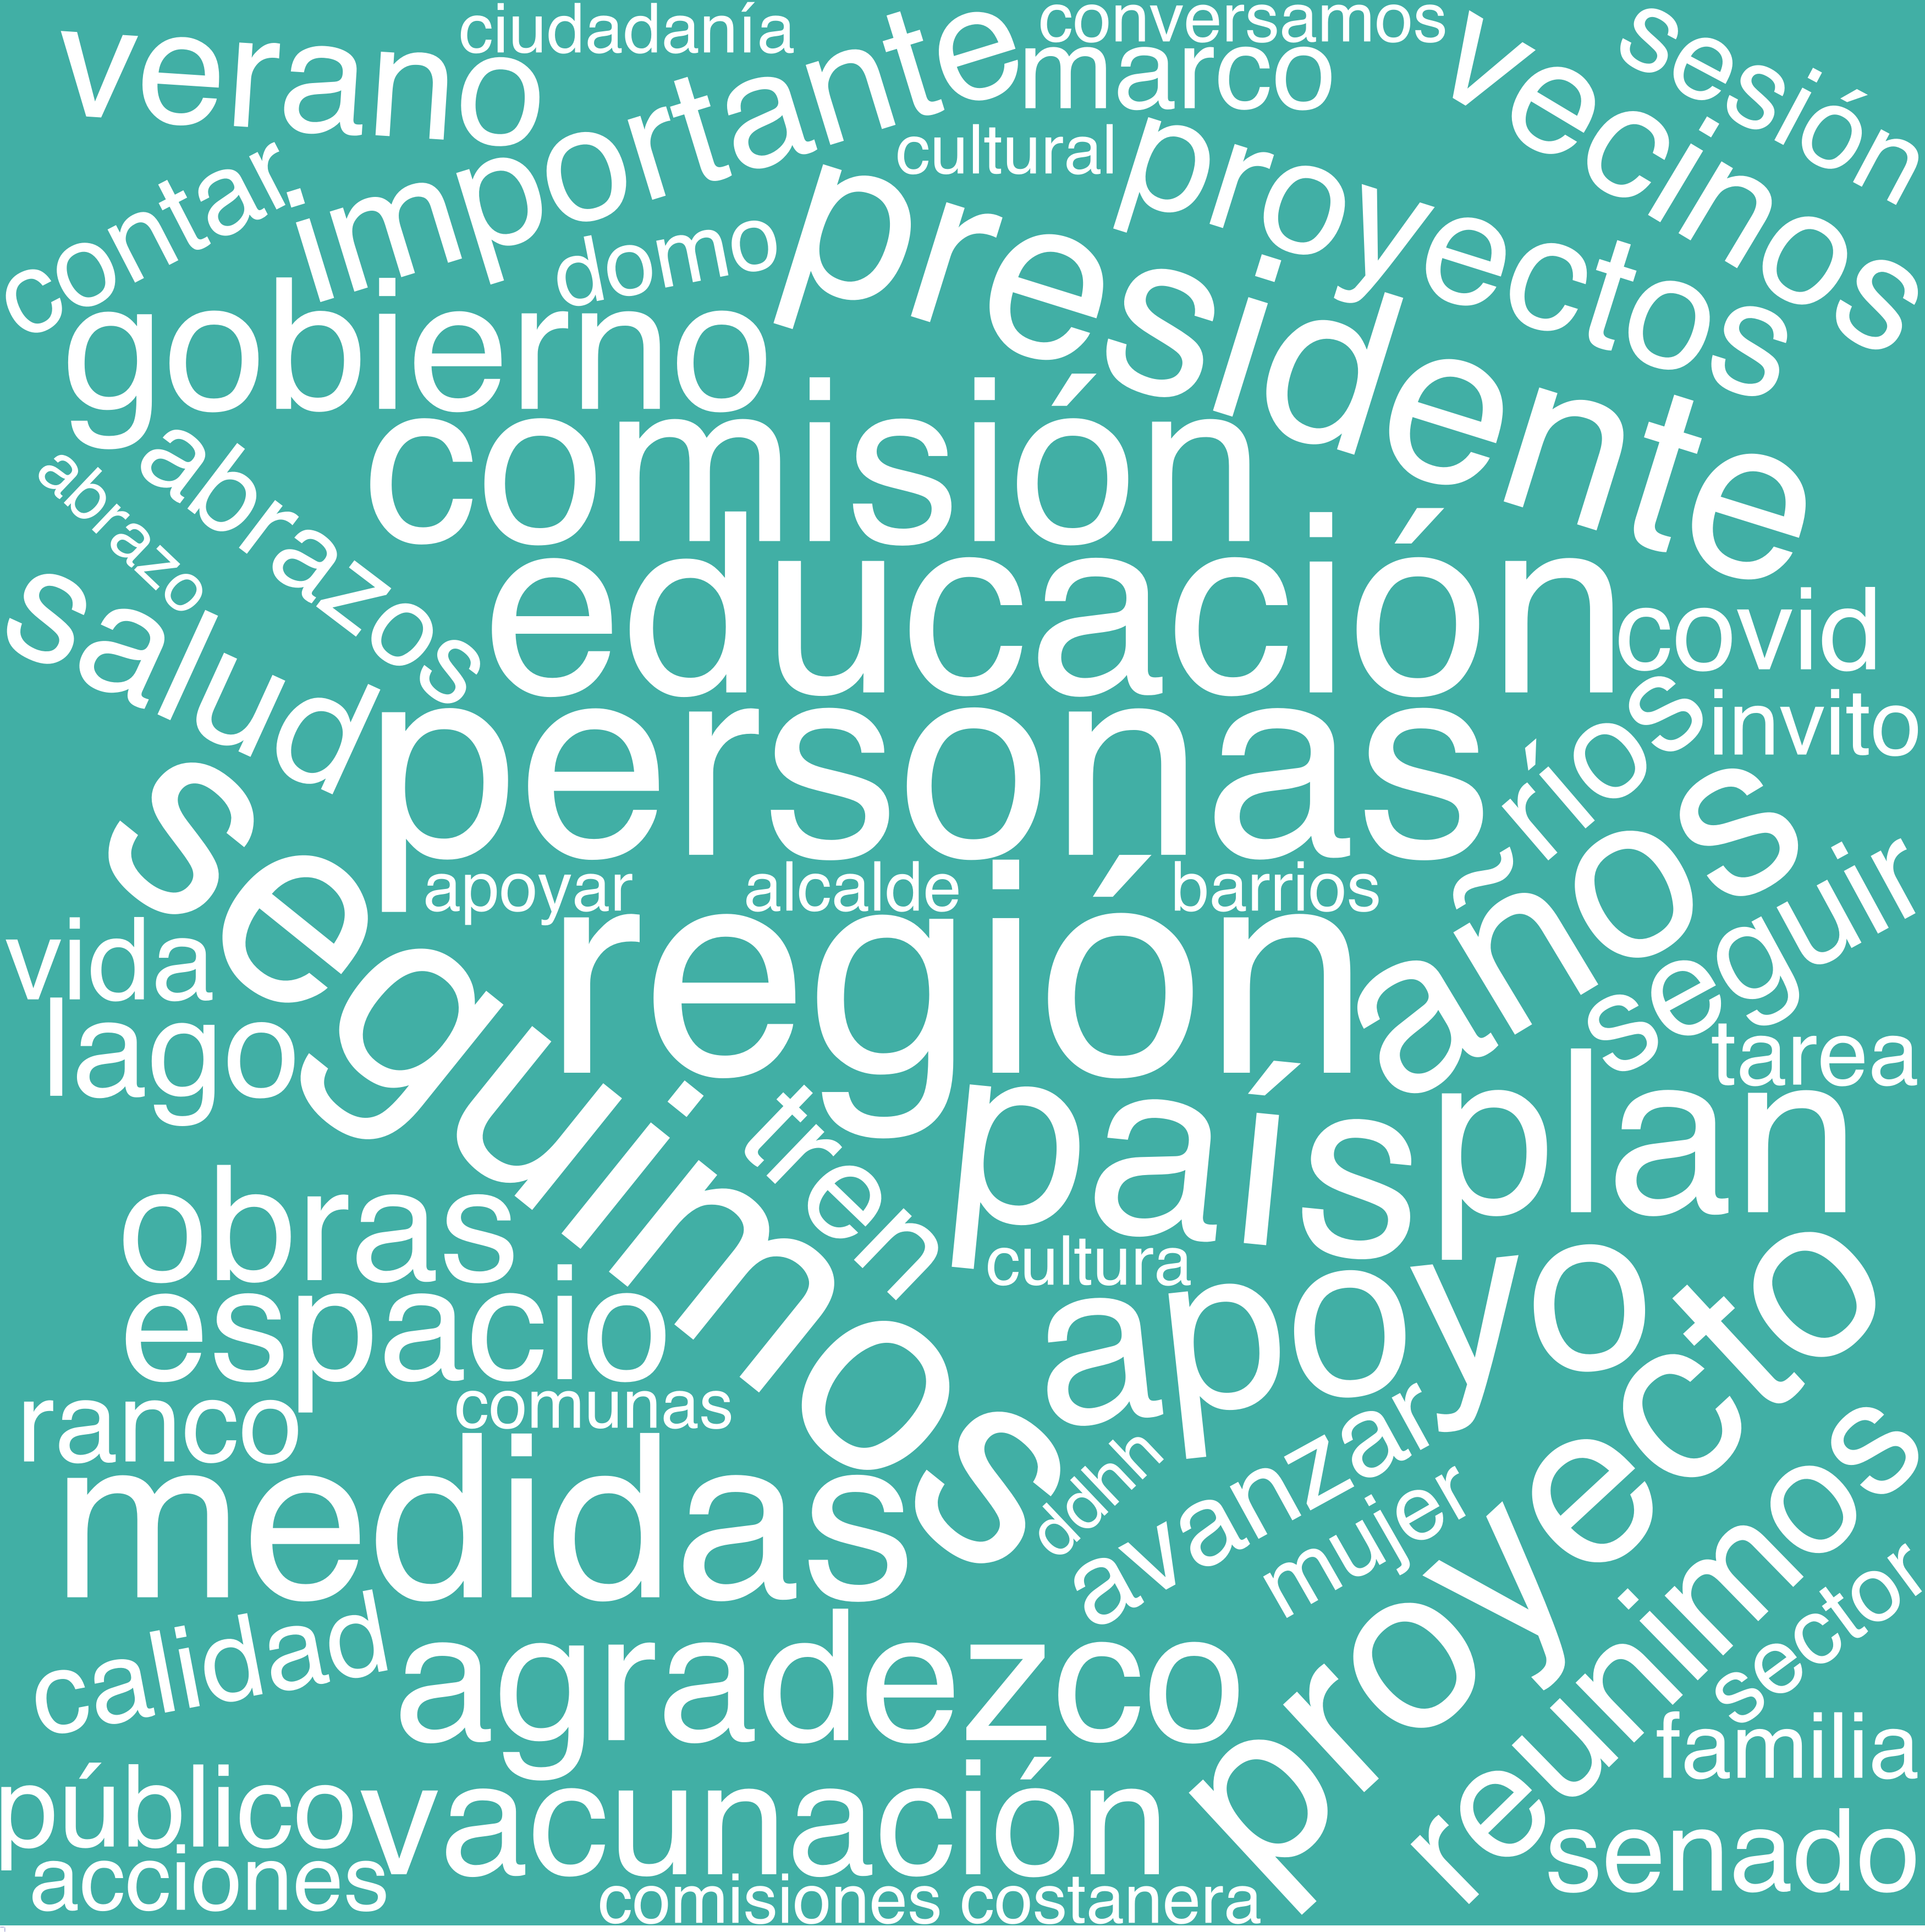 verano
ciudadanía
importante
conversamos
marco
vecinos
sesión
cultural
contar
domo
presidente
proyectos
gobierno
comisión
abrazos
abrazo
educación
salud
covid
personas
ríos
invito
seguimos
apoyar
alcalde
barrios
región
años
seguir
vida
lago
tarea
tren
país
plan
obras
cultura
espacio
apoyo
proyecto
ranco
comunas
medidas
ddhh
avanzar
mujer
reunimos
sector
calidad
agradezco
familia
público
vacunación
senado
acciones
comisiones
costanera